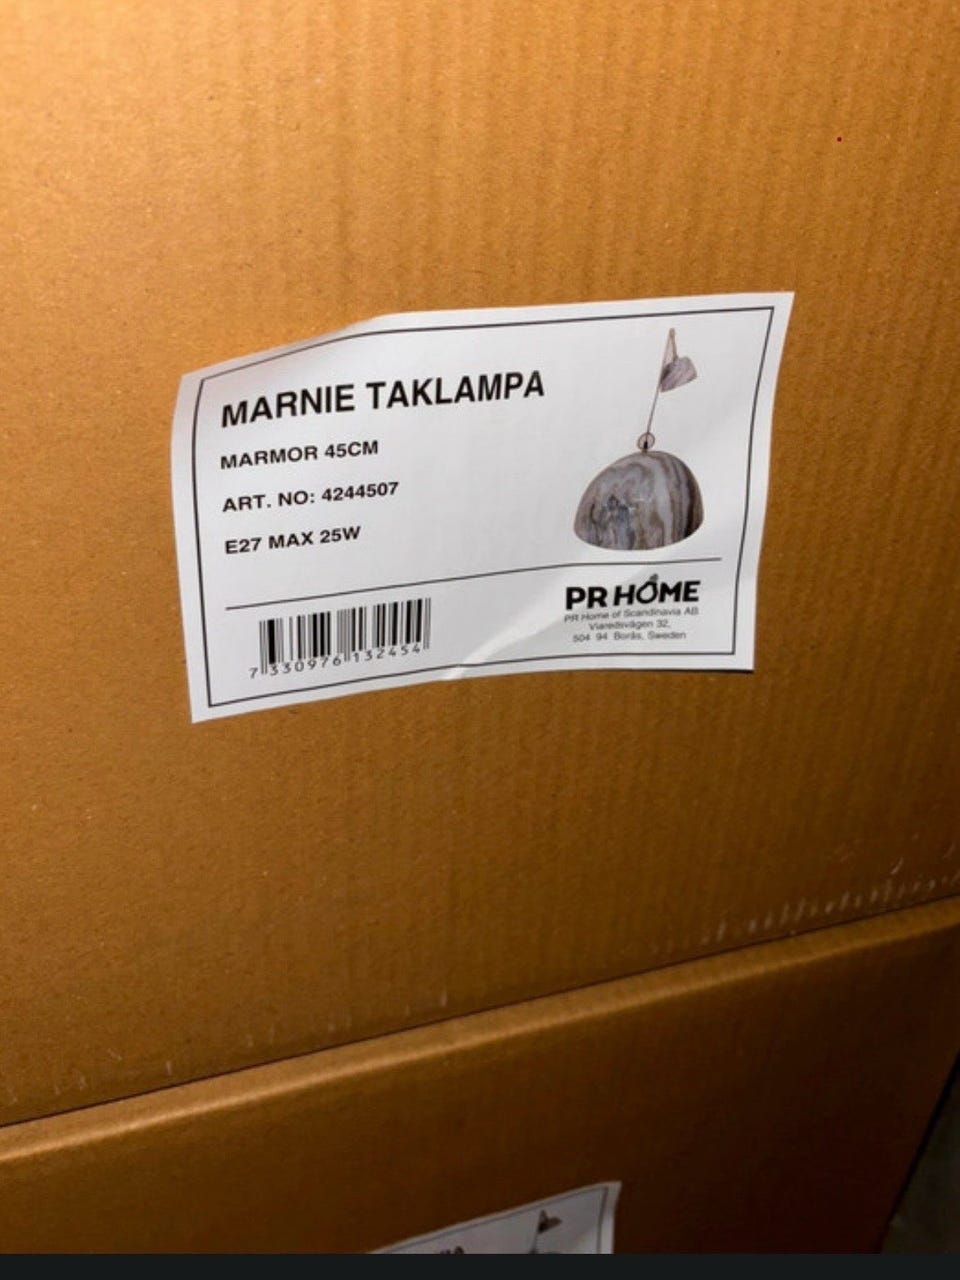 MARNIE TAKLAMPA
MARMOR 45CM
ART. NO: 4244507
E27 MAX 25W
7 330976 132454
PR HOME
PR Home of Scandinavia AB
Viaredsvägen 32,
504 94 Borås, Sweden